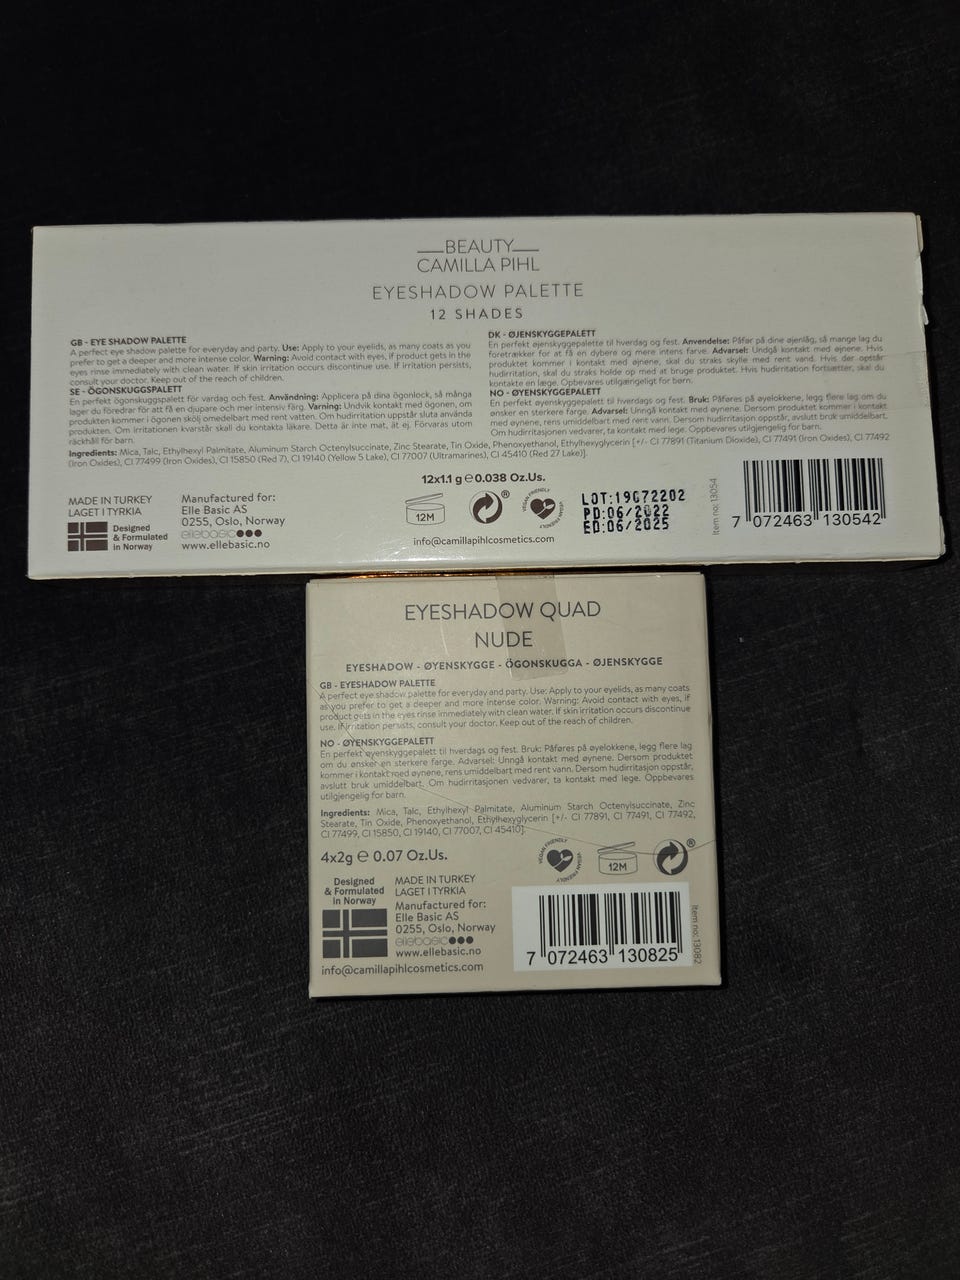 BEAUTY
CAMILLA PIHL
EYESHADOW PALETTE
12 SHADES
GB - EYE SHADOW PALETTE
A perfect eye shadow palette for everyday and party. Use: Apply to your eyelids, as many coats as you
prefer to get a deeper and more intense color. Warning: Avoid contact with eyes, if product gets in the
eyes rinse immediately with clean water. If skin irritation occurs discontinue use. If irritation persists,
consult your doctor. Keep out of the reach of children.
SE - ÖGONSKUGGSPALETT
En perfekt ögonskuggspalett för vardag och fest. Användning: Applicera på dina ögonlock, så många
lager du föredrar för att få en djupare och mer intensiv färg. Varning: Undvik kontakt med ögonen, om
produkten kommer i ögonen skölj omedelbart med rent vatten. Om hudirritation uppstår sluta använda
produkten. Om irritationen kvarstår skall du kontakta läkare. Detta är inte mat, ät ej. Förvaras utom
räckhåll för barn.
DK - ØJENSKYGGEPALETT
En perfekt øjenskyggepalette til hverdag og fest. Anvendelse: Påfør på dine øjenlåg, så mange lag du
foretrækker for at få en dybere og mere intens farve. Advarsel: Undgå kontakt med øjnene. Hvis
produktet kommer i kontakt med øjnene, skal du straks skylle med rent vand. Hvis der opstår
hudirritation, skal du straks holde op med at bruge produktet. Hvis hudirritation fortsætter, skal du
kontakte en læge. Opbevares utilgængeligt for børn.
NO - ØYENSKYGGEPALETT
En perfekt øyenskyggepalett til hverdags og fest. Bruk: Påføres på øyelokkene, legg flere lag om du
ønsker en sterkere farge. Advarsel: Unngå kontakt med øynene. Dersom produktet kommer i kontakt
med øynene, rens umiddelbart med rent vann. Dersom hudirritasjon oppstår, avslutt bruk umiddelbart.
Om hudirritasjonen vedvarer, ta kontakt med lege. Oppbevares utilgjengelig for barn.
Ingredients: Mica, Talc, Ethylhexyl Palmitate, Aluminum Starch Octenylsuccinate, Zinc Stearate, Tin Oxide, Phenoxyethanol, Ethylhexyglycerin [+/- CI 77891 (Titanium Dioxide), CI 77491 (Iron Oxides), CI 77492
(Iron Oxides), CI 77499 (Iron Oxides), CI 15850 (Red 7), CI 19140 (Yellow 5 Lake), CI 77007 (Ultramarines), CI 45410 (Red 27 Lake)].
12x1.1 g e 0.038 Oz.Us.
MADE IN TURKEY
LAGET I TYRKIA
Designed
& Formulated
in Norway
Manufactured for:
Elle Basic AS
0255, Oslo, Norway
ellebasic
www.ellebasic.no
12M
®
VEGAN FRIENDLY
VEGAN FRIENDLY
info@camillapihlcosmetics.com
LOT:19G72202
PD:06/2022
ED:06/2025
Item no: 13054
7 072463 130542
EYESHADOW QUAD
NUDE
EYESHADOW - ØYENSKYGGE - ÖGONSKUGGA - ØJENSKYGGE
GB - EYESHADOW PALETTE
A perfect eye shadow palette for everyday and party. Use: Apply to your eyelids, as many coats
as you prefer to get a deeper and more intense color. Warning: Avoid contact with eyes, if
product gets in the eyes rinse immediately with clean water. If skin irritation occurs discontinue
use. If irritation persists, consult your doctor. Keep out of the reach of children.
NO - ØYENSKYGGEPALETT
En perfekt øyenskyggepalett til hverdags og fest. Bruk: Påføres på øyelokkene, legg flere lag
om du ønsker en sterkere farge. Advarsel: Unngå kontakt med øynene. Dersom produktet
kommer i kontakt med øynene, rens umiddelbart med rent vann. Dersom hudirritasjon oppstår,
avslutt bruk umiddelbart. Om hudirritasjonen vedvarer, ta kontakt med lege. Oppbevares
utilgjengelig for barn.
Ingredients: Mica, Talc, Ethylhexyl Palmitate, Aluminum Starch Octenylsuccinate, Zinc
Stearate, Tin Oxide, Phenoxyethanol, Ethylhexyglycerin [+/- CI 77891, CI 77491, CI 77492,
CI 77499, CI 15850, CI 19140, CI 77007, CI 45410].
4x2g e 0.07 Oz.Us.
VEGAN FRIENDLY
VEGAN FRIENDLY
12M
®
Designed
& Formulated
in Norway
MADE IN TURKEY
LAGET I TYRKIA
Manufactured for:
Elle Basic AS
0255, Oslo, Norway
ellebasic
www.ellebasic.no
info@camillapihlcosmetics.com
7 072463 130825
Item no: 13082